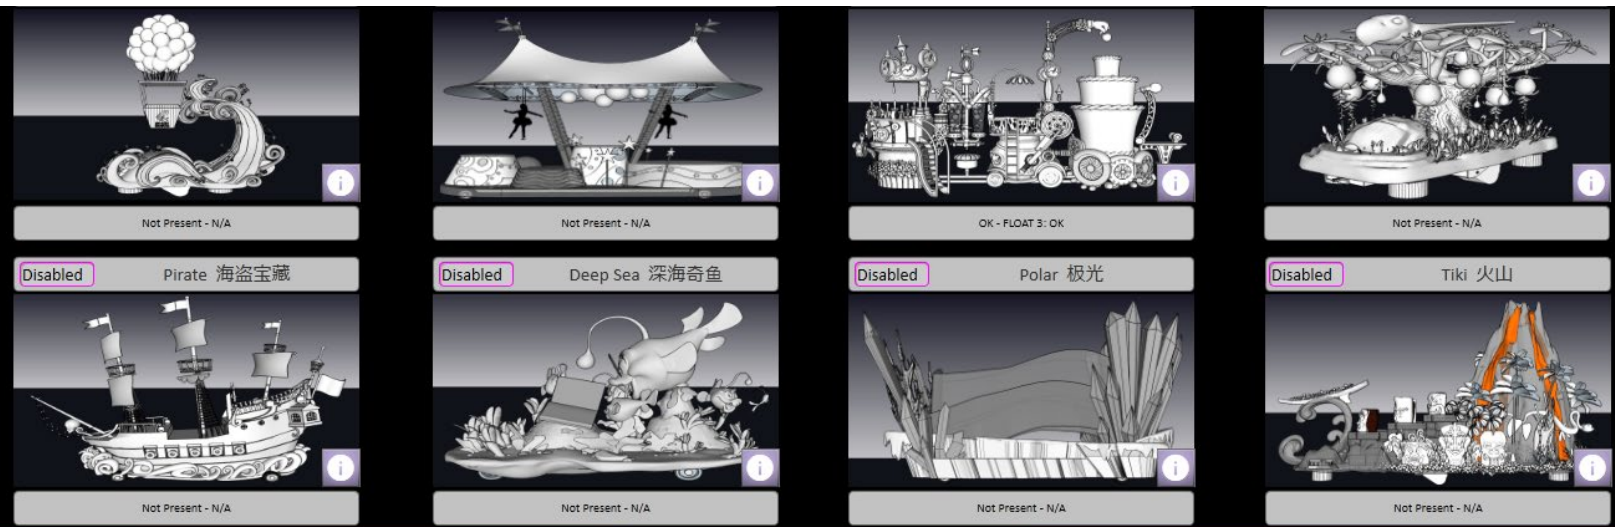 Not Present - N/A
Not Present - N/A
OK - FLOAT 3: OK
Not Present - N/A
Disabled Pirate 海盗宝藏
Disabled Deep Sea 深海奇鱼
Disabled Polar 极光
Disabled Tiki 火山
Not Present - N/A
Not Present - N/A
Not Present - N/A
Not Present - N/A